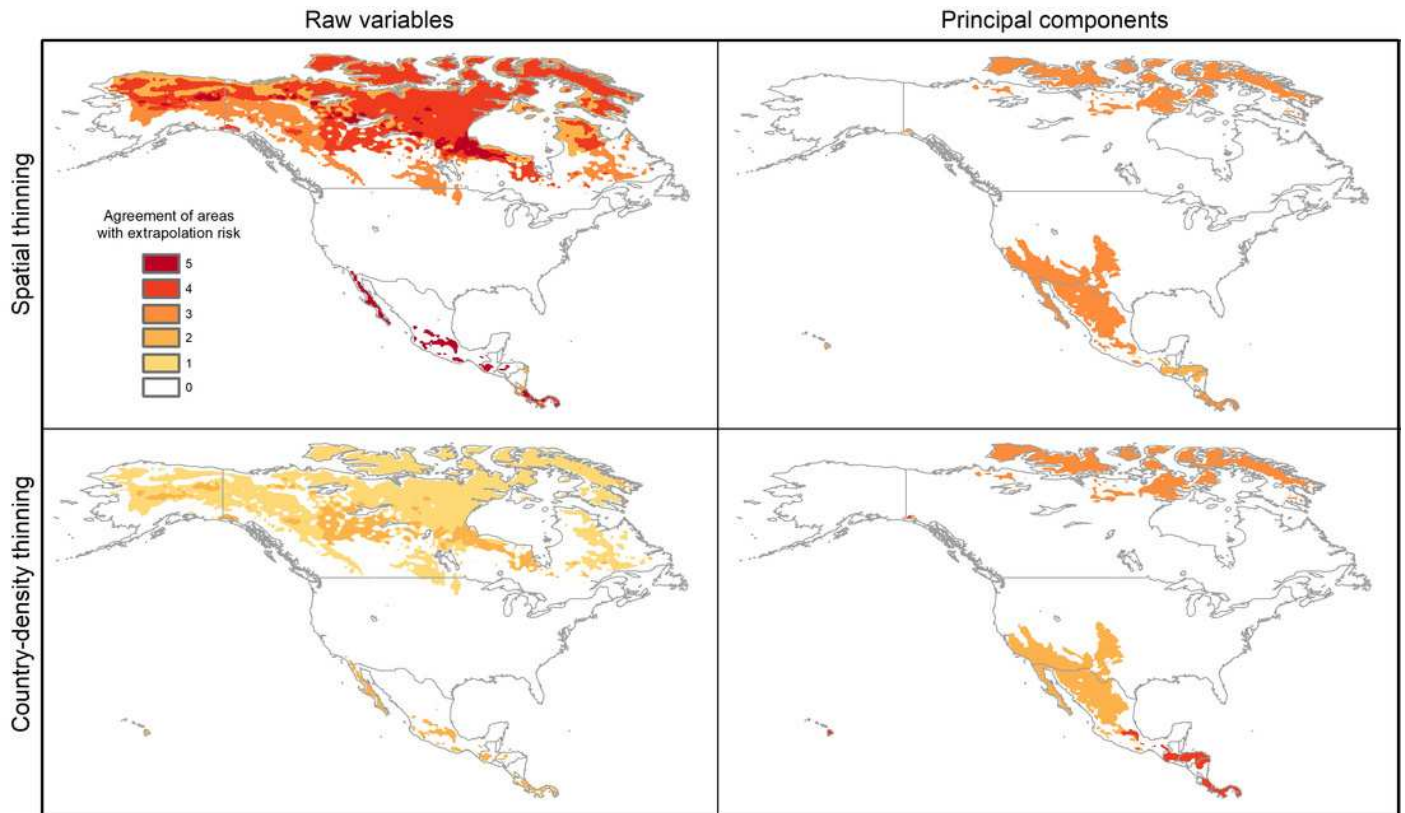 Raw variables
Principal components
Spatial thinning
Agreement of areas
with extrapolation risk
5
4
3
2
1
0
Country-density thinning